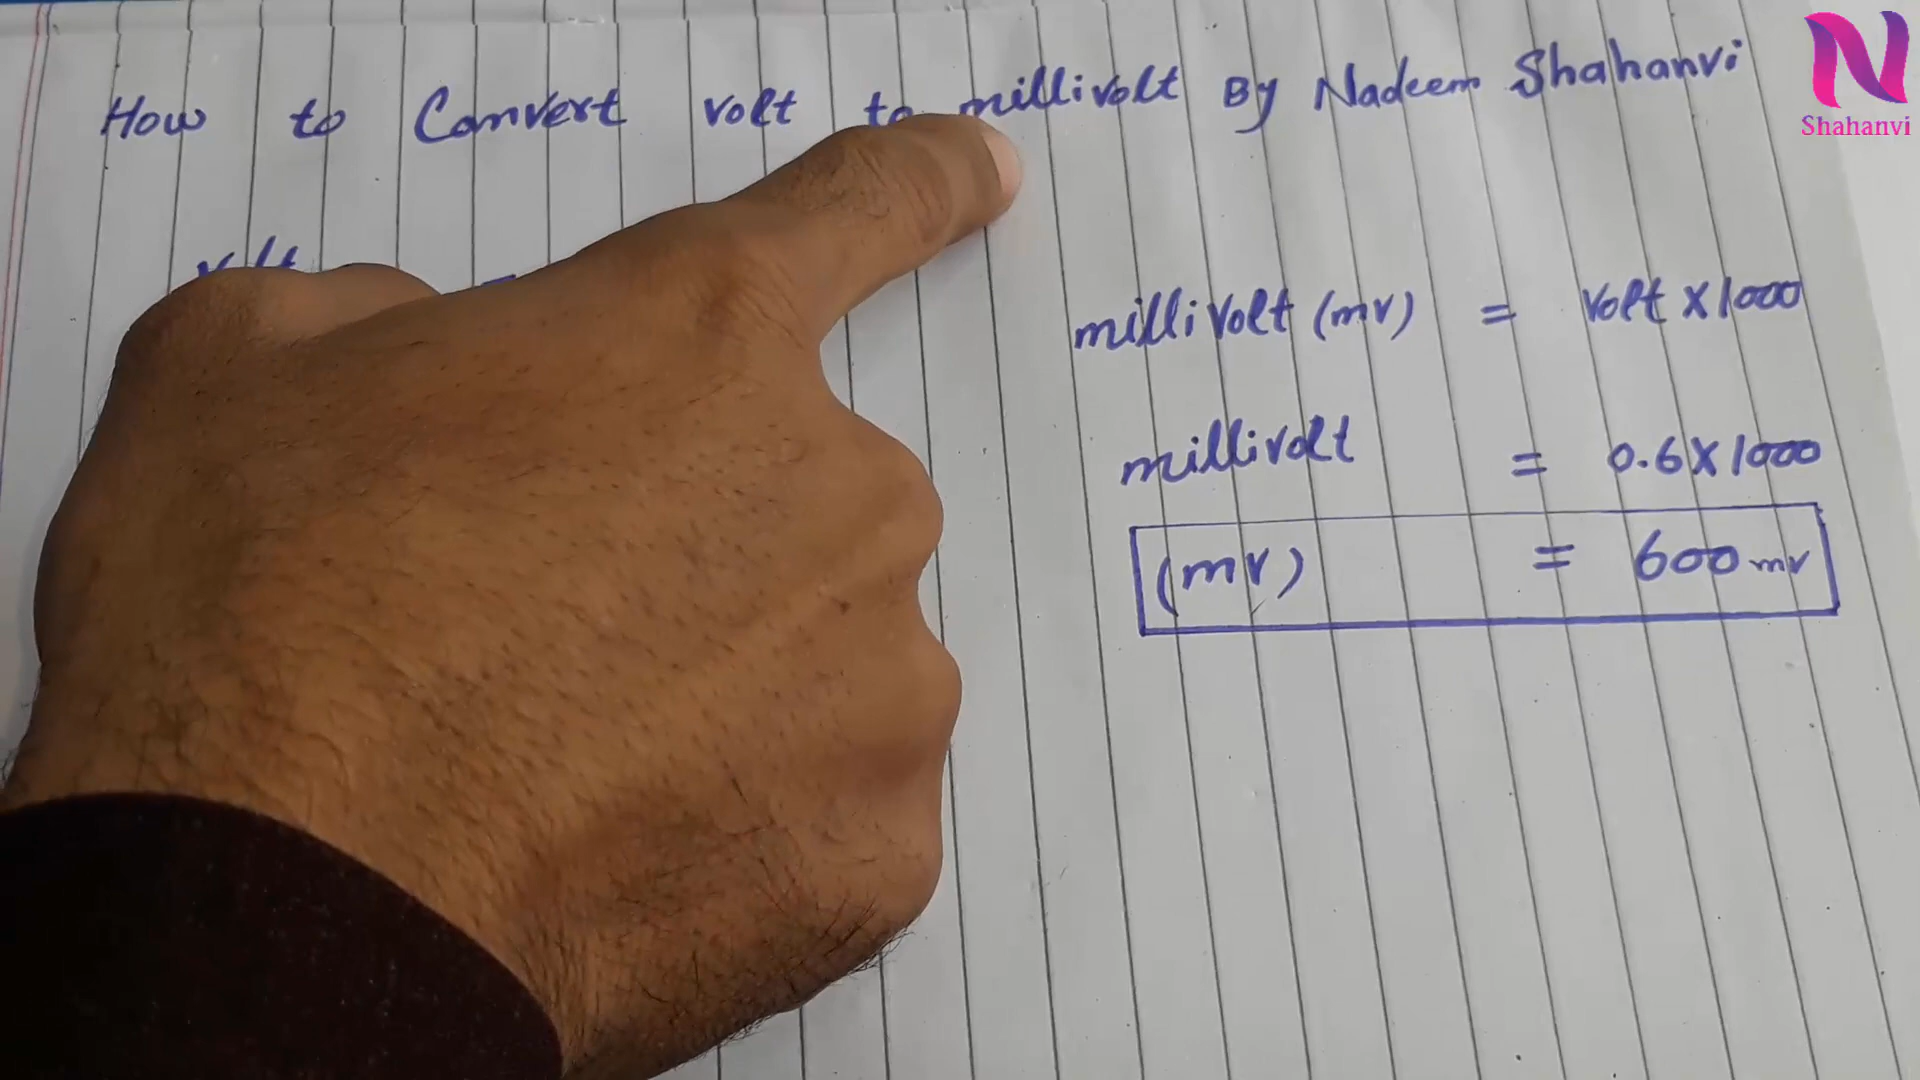 How to Convert volt to millivolt By Nadeem Shahanvi
Shahanvi
Volt
millivolt (mv) = Volt X 1000
millivolt = 0.6 X 1000
(mv) = 600 mv